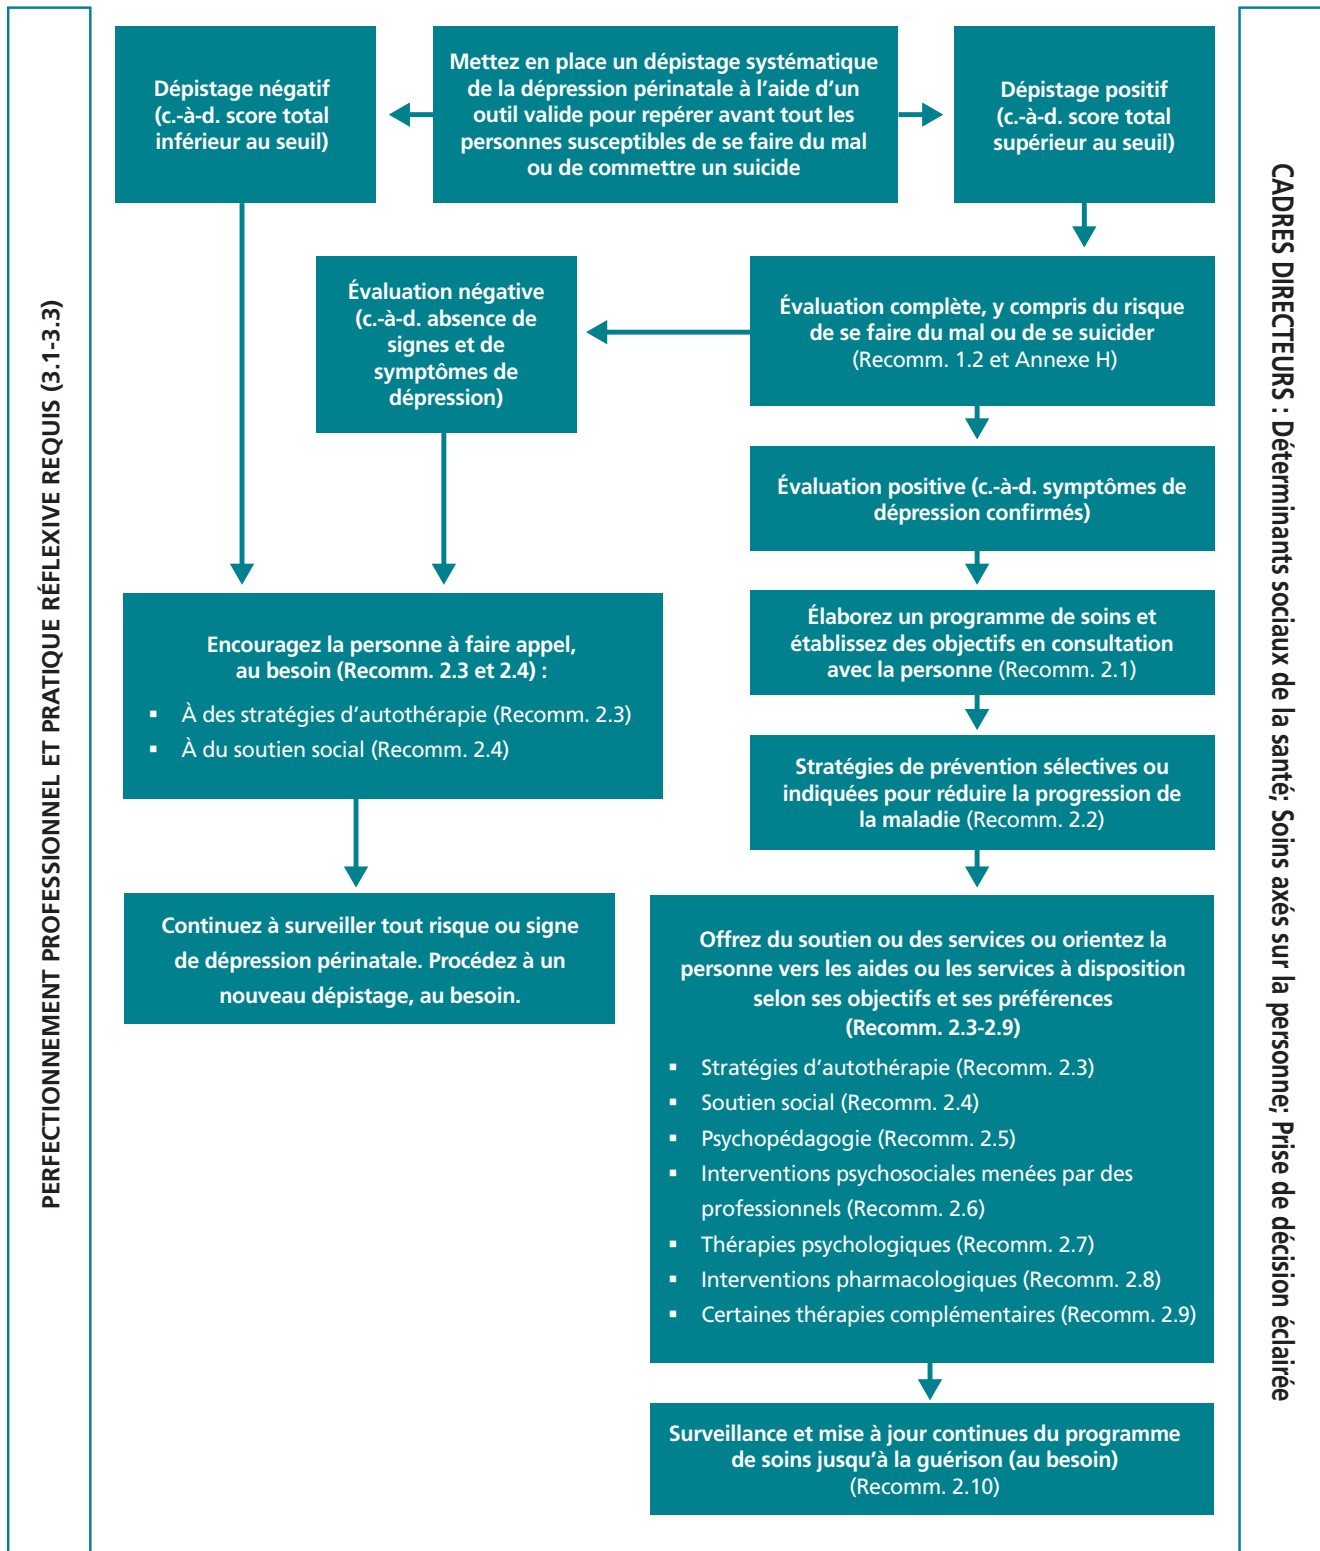 PERFECTIONNEMENT PROFESSIONNEL ET PRATIQUE RÉFLEXIVE REQUIS (3.1-3.3)
Dépistage négatif
(c.-à-d. score total
inférieur au seuil)
Mettez en place un dépistage systématique
de la dépression périnatale à l’aide d’un
outil valide pour repérer avant tout les
personnes susceptibles de se faire du mal
ou de commettre un suicide
Dépistage positif
(c.-à-d. score total
supérieur au seuil)
Évaluation négative
(c.-à-d. absence de
signes et de
symptômes de
dépression)
Évaluation complète, y compris du risque
de se faire du mal ou de se suicider
(Recomm. 1.2 et Annexe H)
Évaluation positive (c.-à-d. symptômes de
dépression confirmés)
Élaborez un programme de soins et
établissez des objectifs en consultation
avec la personne (Recomm. 2.1)
Encouragez la personne à faire appel,
au besoin (Recomm. 2.3 et 2.4) :
▪ À des stratégies d’autothérapie (Recomm. 2.3)
▪ À du soutien social (Recomm. 2.4)
Stratégies de prévention sélectives ou
indiquées pour réduire la progression de
la maladie (Recomm. 2.2)
Continuez à surveiller tout risque ou signe
de dépression périnatale. Procédez à un
nouveau dépistage, au besoin.
Offrez du soutien ou des services ou orientez la
personne vers les aides ou les services à disposition
selon ses objectifs et ses préférences
(Recomm. 2.3-2.9)
▪ Stratégies d’autothérapie (Recomm. 2.3)
▪ Soutien social (Recomm. 2.4)
▪ Psychopédagogie (Recomm. 2.5)
▪ Interventions psychosociales menées par des
professionnels (Recomm. 2.6)
▪ Thérapies psychologiques (Recomm. 2.7)
▪ Interventions pharmacologiques (Recomm. 2.8)
▪ Certaines thérapies complémentaires (Recomm. 2.9)
Surveillance et mise à jour continues du programme
de soins jusqu’à la guérison (au besoin)
(Recomm. 2.10)
CADRES DIRECTEURS : Déterminants sociaux de la santé; Soins axés sur la personne; Prise de décision éclairée